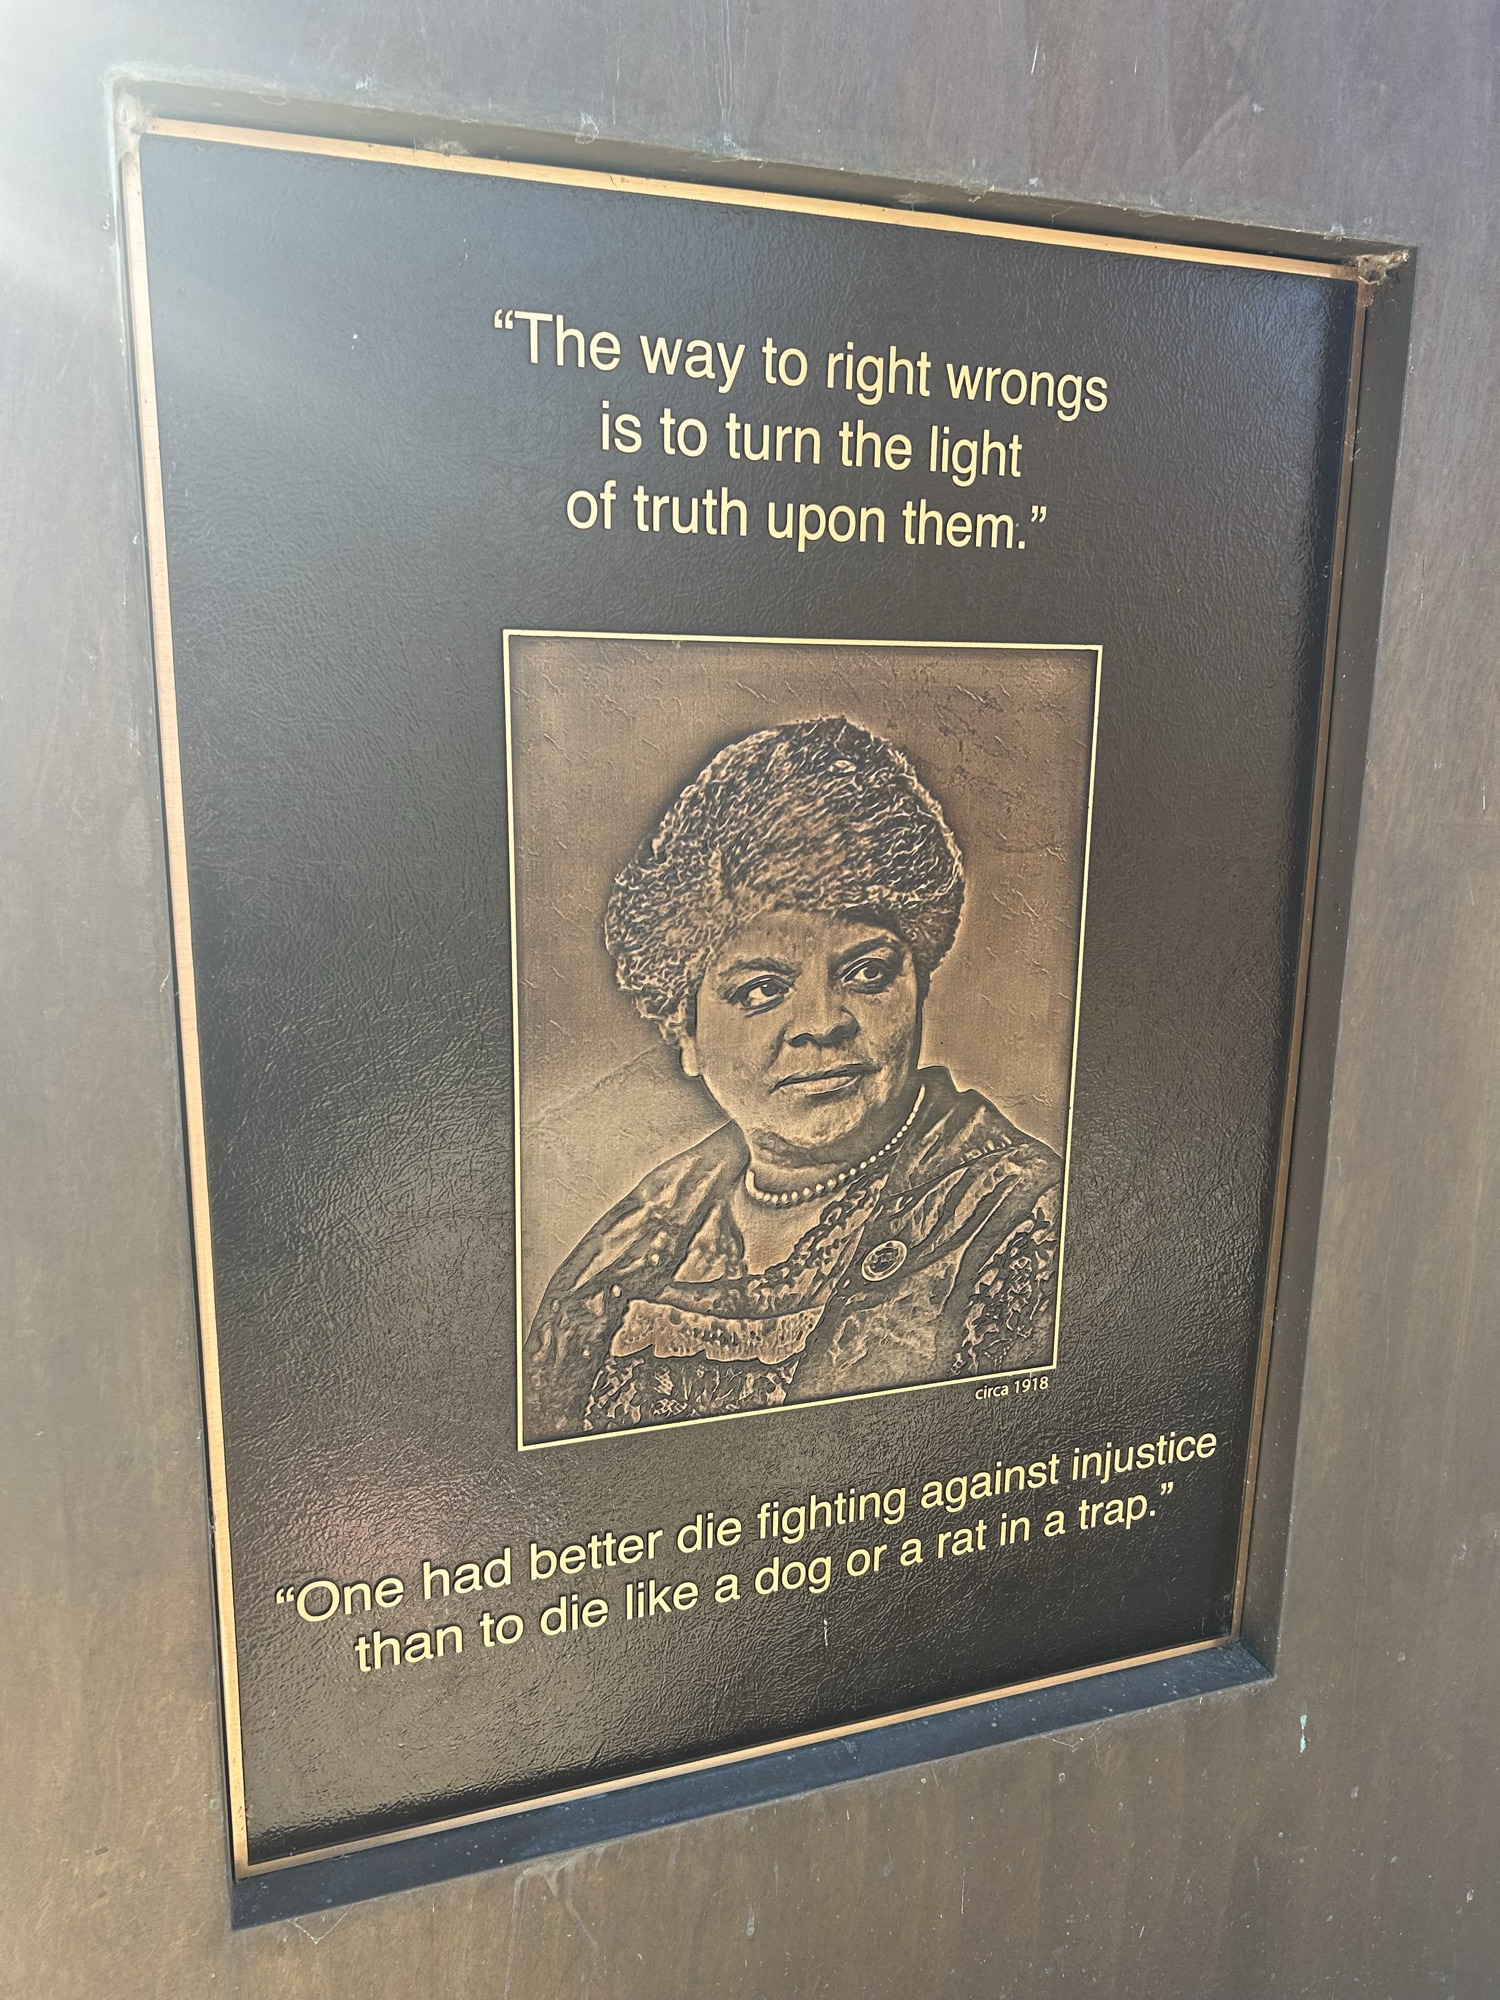 “The way to right wrongs
is to turn the light
of truth upon them.”
circa 1918
“One had better die fighting against injustice
than to die like a dog or a rat in a trap.”